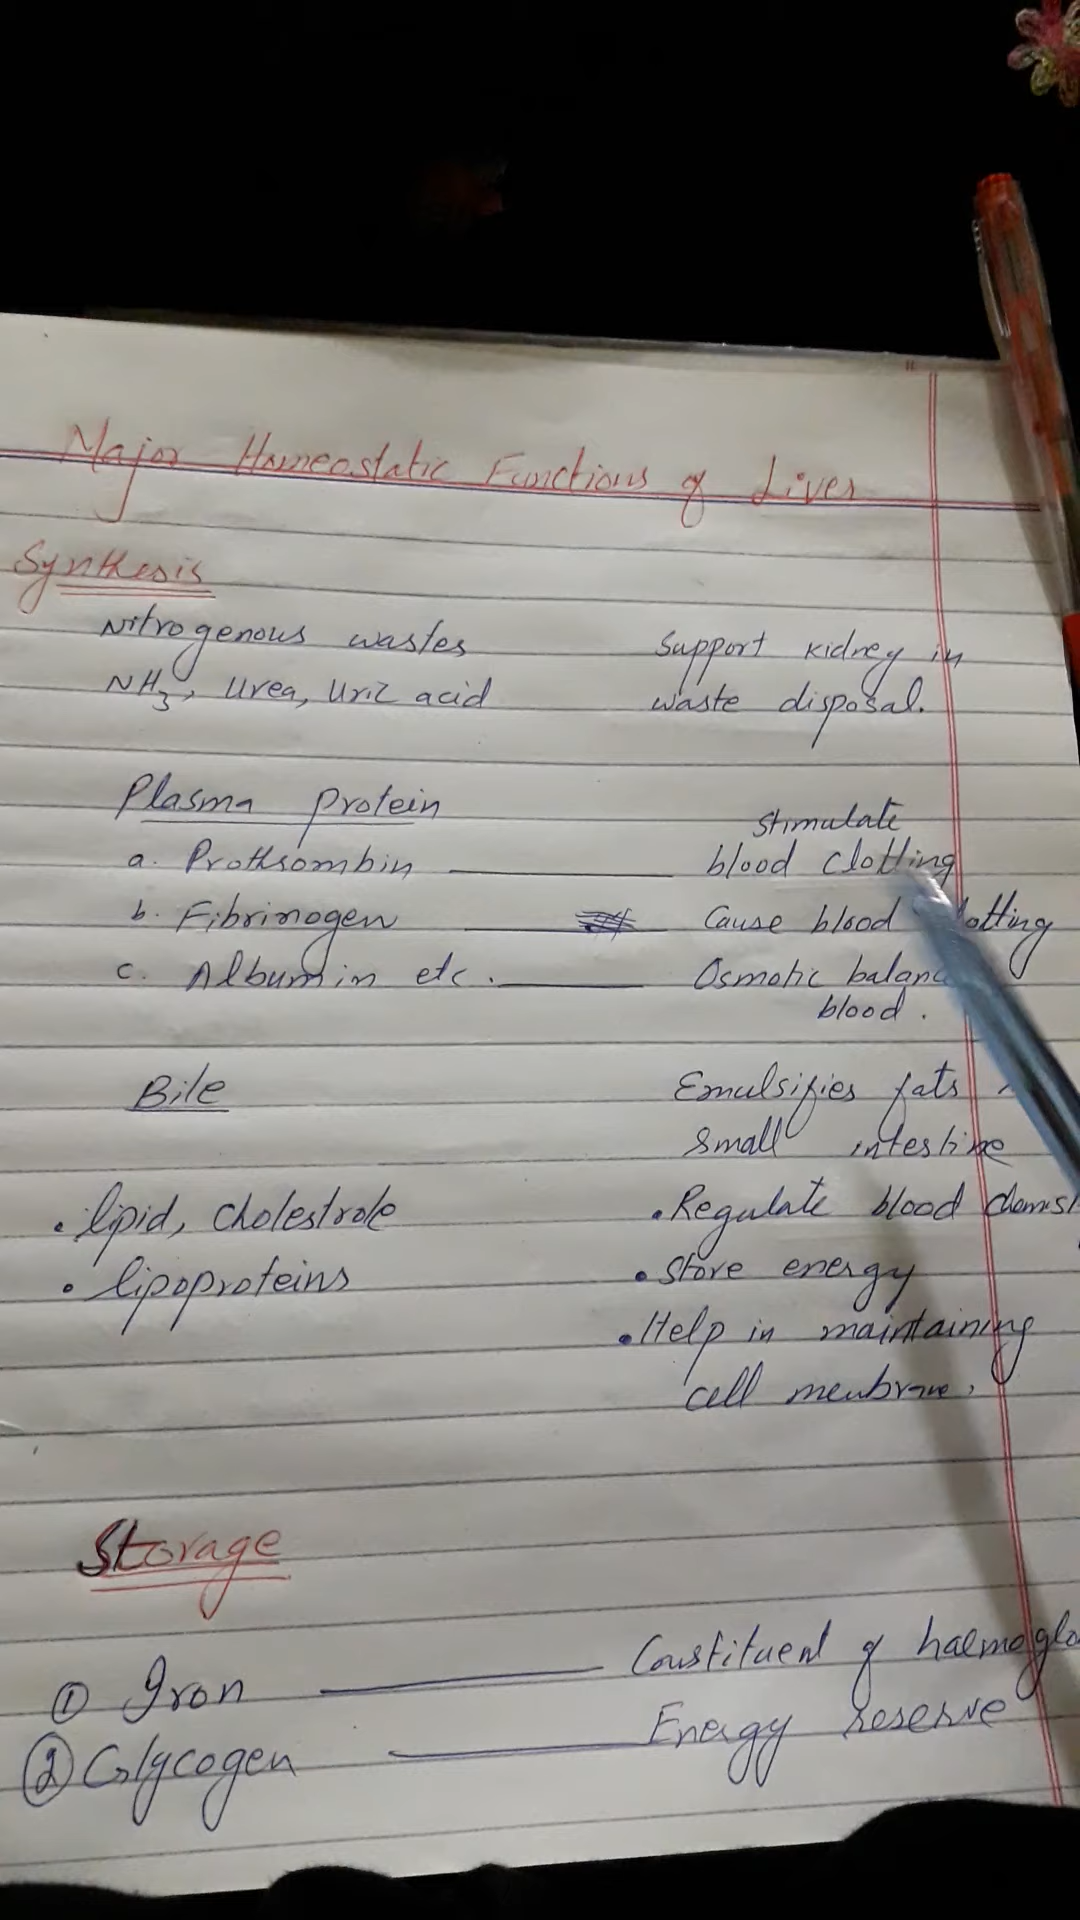 Major Homeostatic Functions of Liver
Synthesis
Nitrogenous wastes Support kidney in
NH3, Urea, Uric acid waste disposal.
Plasma protein stimulate
a. Prothrombin blood clotting
b. Fibrinogen Cause blood
c. Albumin etc. Osmotic
blood.
Bile Emulsifies fats
small intestine
• lipid, cholestrole • Regulate blood
• lipoproteins • Store energy
• Help in maintaining
cell menbrane.
Storage
① Iron Constituent of
② Glycogen Energy reserve